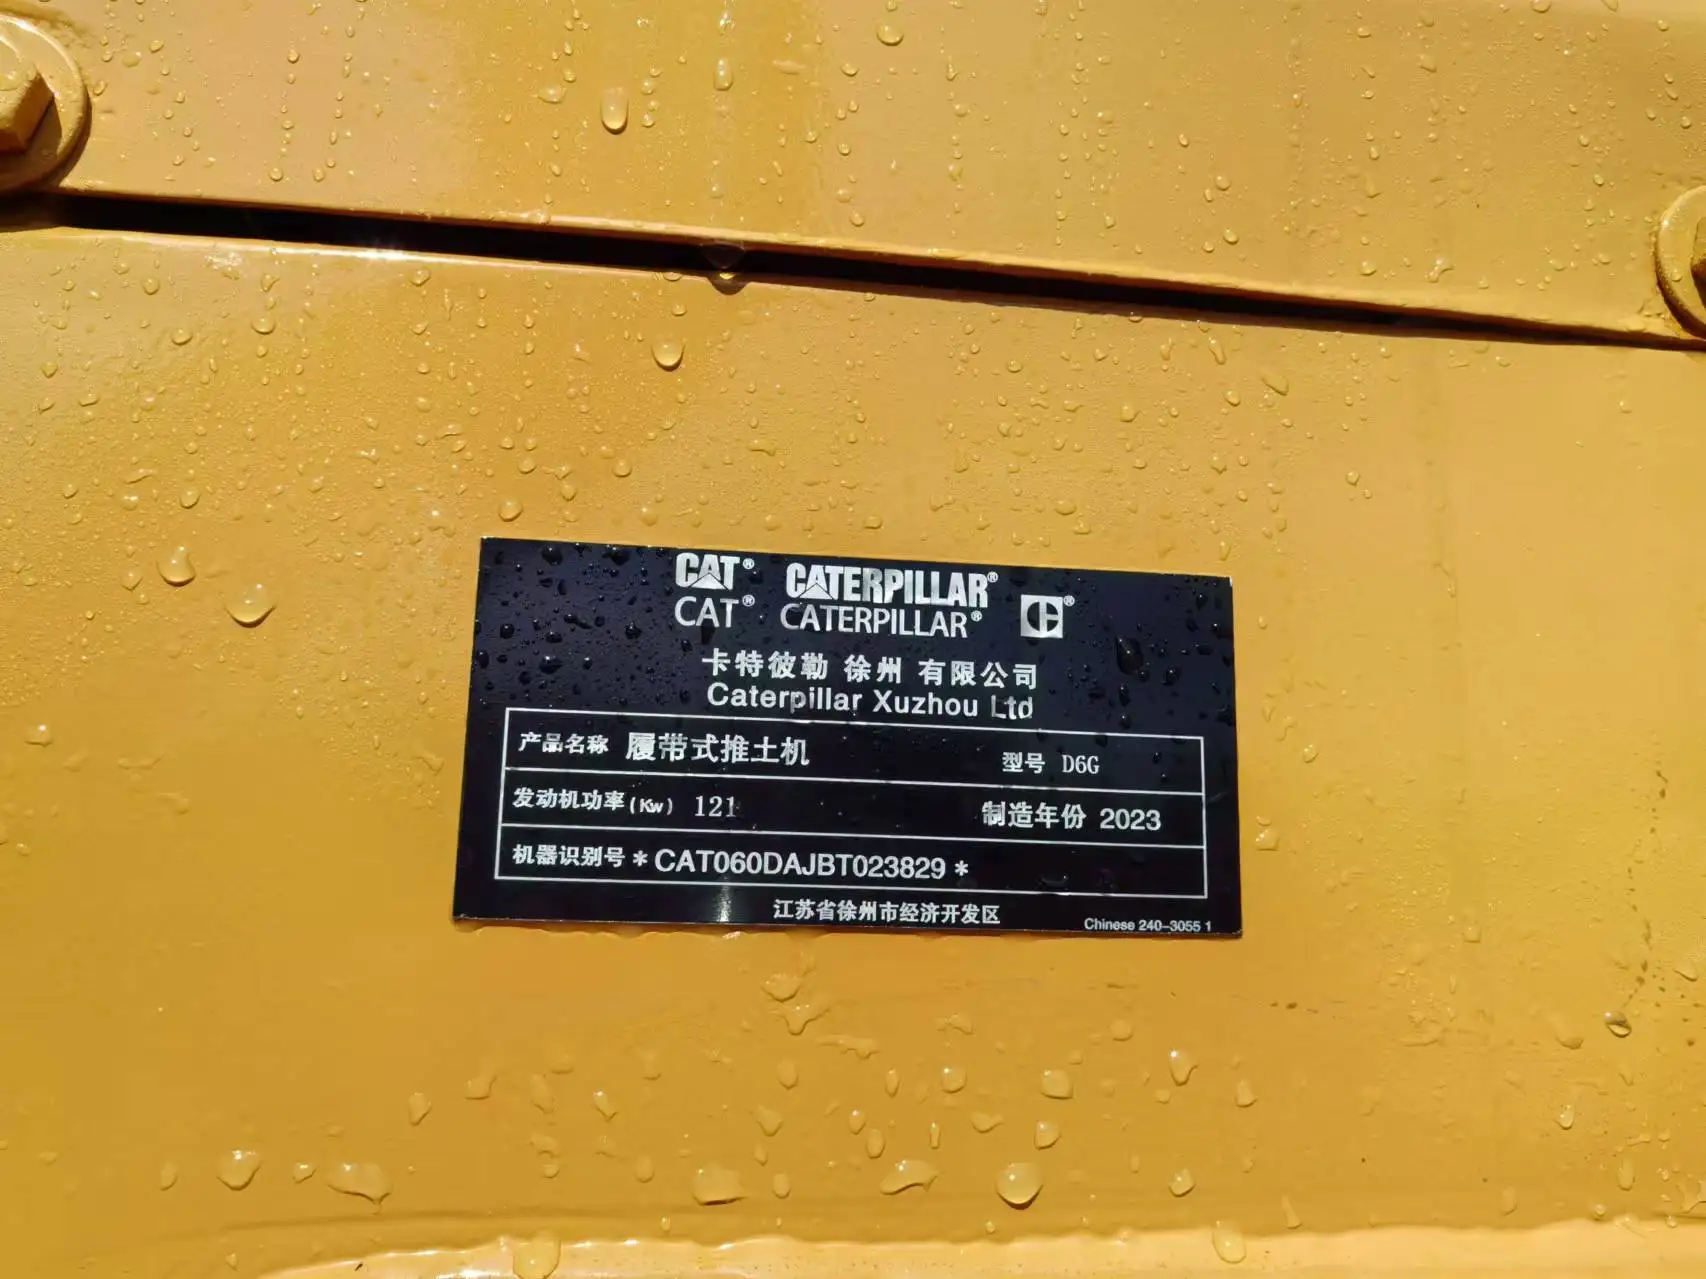 CAT® CATERPILLAR®
CAT® CATERPILLAR® CE®
卡特彼勒 徐州 有限公司
Caterpillar Xuzhou Ltd
产品名称 履带式推土机 型号 D6G
发动机功率(Kw) 121 制造年份 2023
机器识别号 *CAT060DAJBT023829*
江苏省徐州市经济开发区
Chinese 240-3055 1